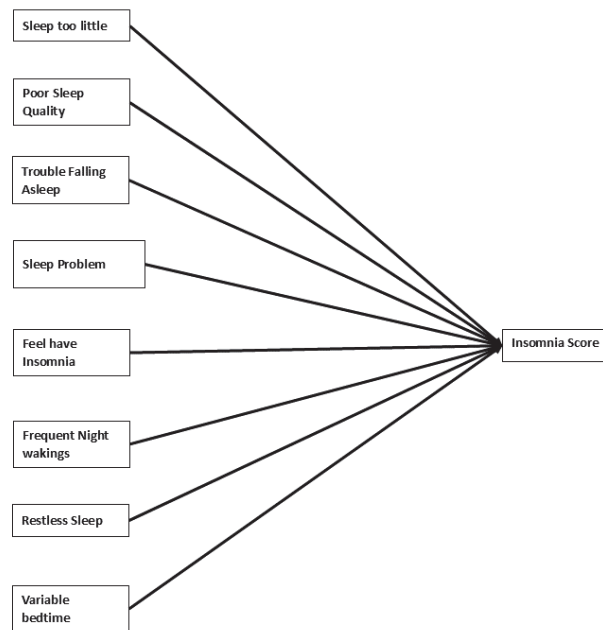 Sleep too little
Poor Sleep
Quality
Trouble Falling
Asleep
Sleep Problem
Feel have
Insomnia
Insomnia Score
Frequent Night
wakings
Restless Sleep
Variable
bedtime